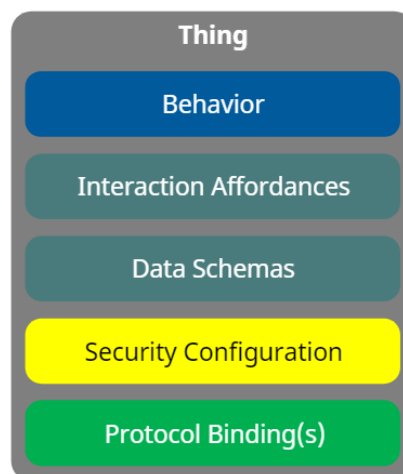 Thing
Behavior
Interaction Affordances
Data Schemas
Security Configuration
Protocol Binding(s)